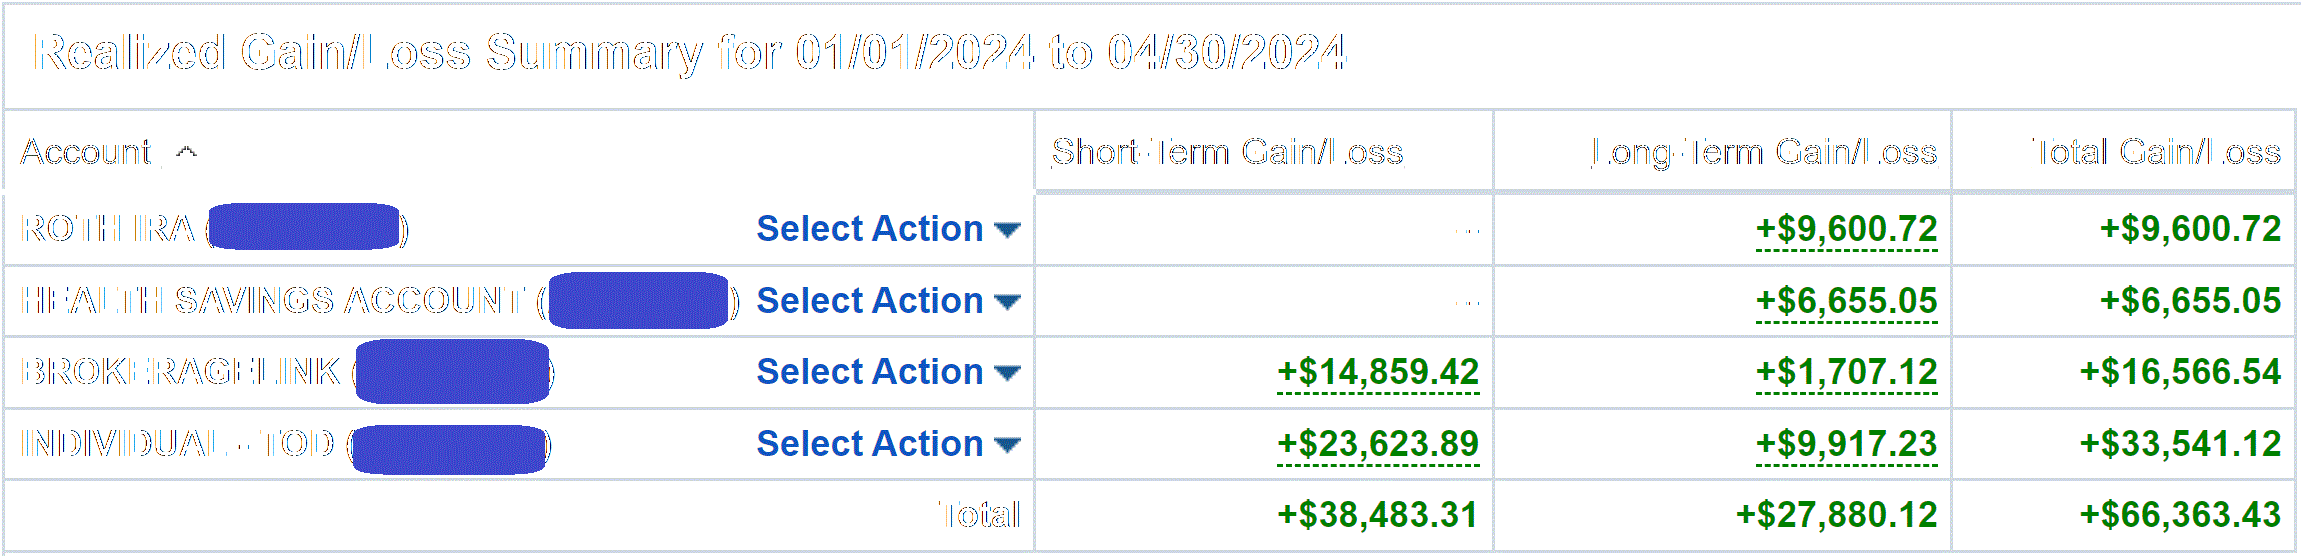 Realized Gain/Loss Summary for 01/01/2024 to 04/30/2024
Account Short-Term Gain/Loss Long-Term Gain/Loss Total Gain/Loss
ROTH IRA ( ) Select Action -- +$9,600.72 +$9,600.72
HEALTH SAVINGS ACCOUNT ( ) Select Action -- +$6,655.05 +$6,655.05
BROKERAGELINK ( ) Select Action +$14,859.42 +$1,707.12 +$16,566.54
INDIVIDUAL - TOD ( ) Select Action +$23,623.89 +$9,917.23 +$33,541.12
Total +$38,483.31 +$27,880.12 +$66,363.43